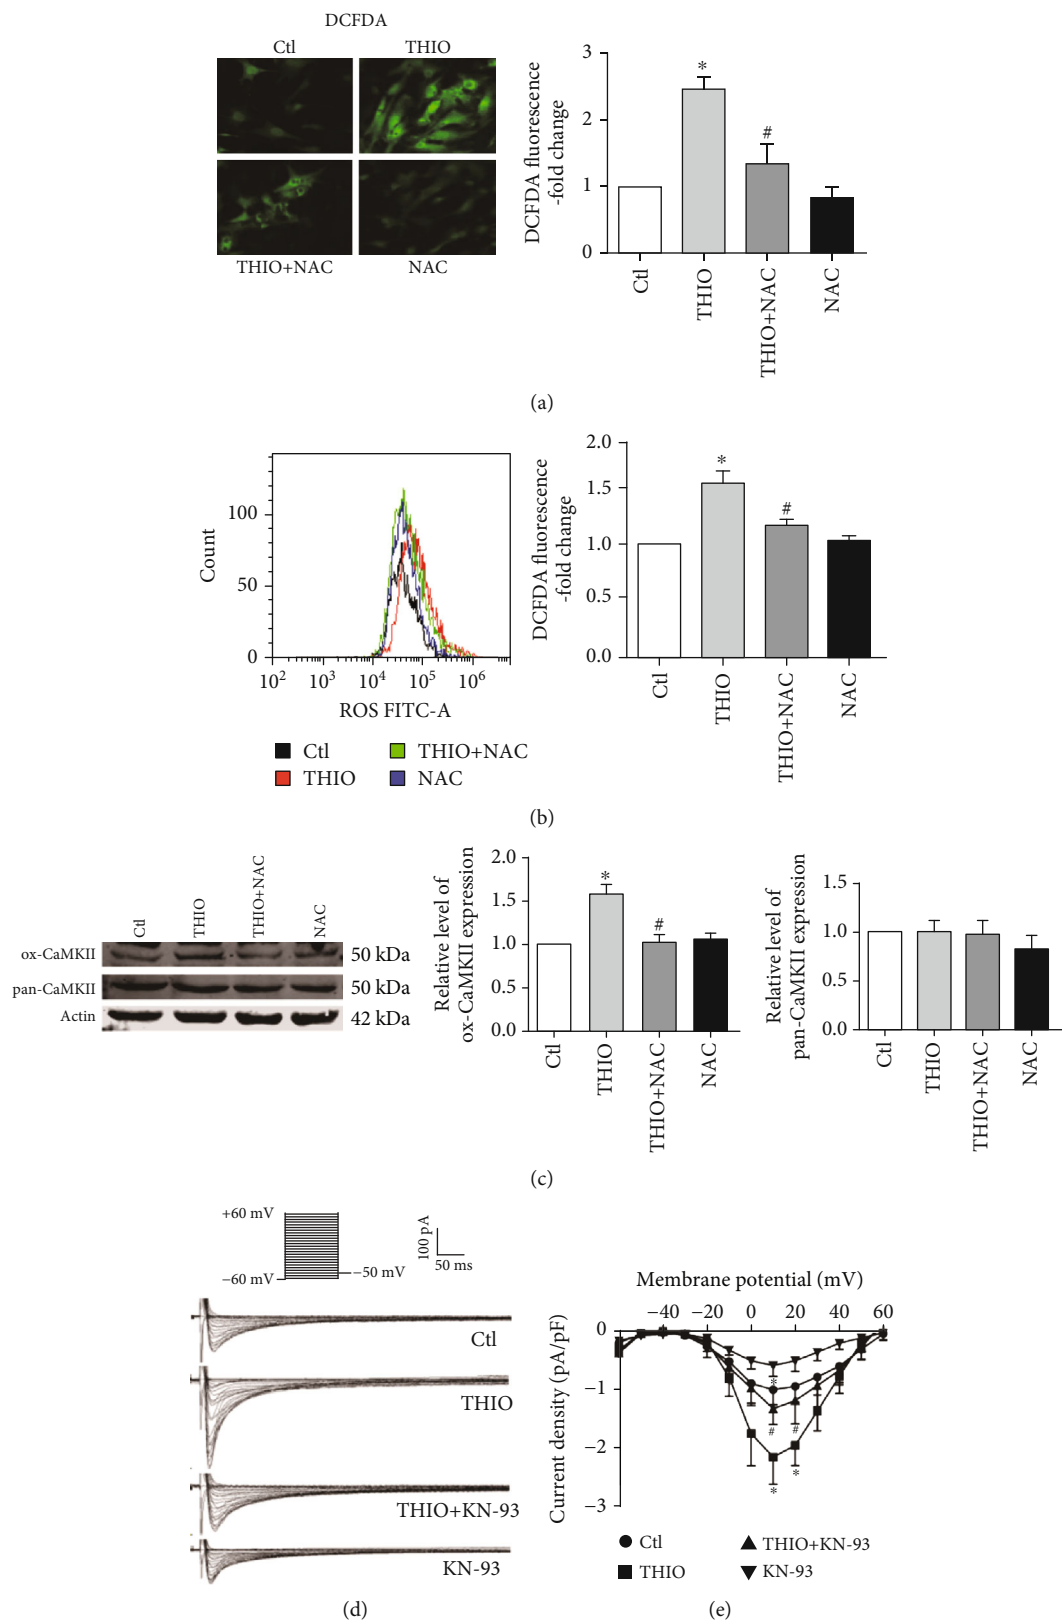 DCFDA
Ctl THIO
THIO+NAC NAC
DCFDA fluorescence
-fold change
3
2
1
0
*
#
Ctl
THIO
THIO+NAC
NAC
(a)
Count
100
50
0
10² 10³ 10⁴ 10⁵ 10⁶
ROS FITC-A
Ctl THIO+NAC
THIO NAC
DCFDA fluorescence
-fold change
2.0
1.5
1.0
0.5
0.0
*
#
Ctl
THIO
THIO+NAC
NAC
(b)
Ctl
THIO
THIO+NAC
NAC
ox-CaMKII 50 kDa
pan-CaMKII 50 kDa
Actin 42 kDa
Relative level of
ox-CaMKII expression
2.0
1.5
1.0
0.5
0.0
*
#
Ctl
THIO
THIO+NAC
NAC
Relative level of
pan-CaMKII expression
1.5
1.0
0.5
0.0
Ctl
THIO
THIO+NAC
NAC
(c)
+60 mV
−60 mV
−50 mV
100 pA
50 ms
Ctl
THIO
THIO+KN-93
KN-93
(d)
Membrane potential (mV)
−40 −20 0 20 40 60
Current density (pA/pF)
0
−1
−2
−3
*
# #
*
*
Ctl THIO+KN-93
THIO KN-93
(e)